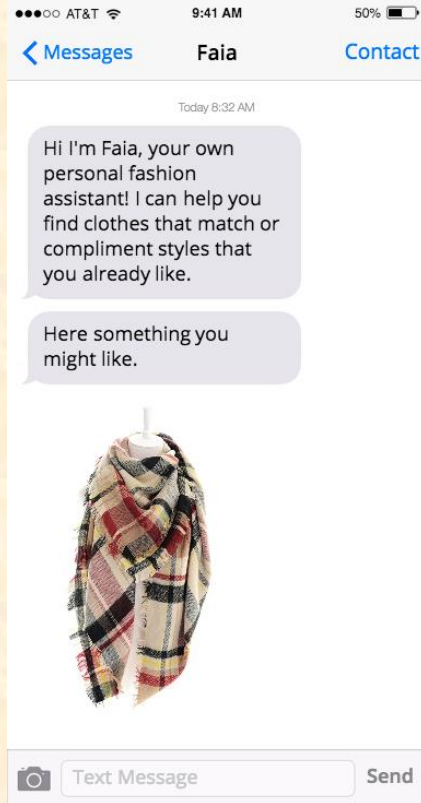 AT&T 9:41 AM 50%
Messages Faia Contact
Today 8:32 AM
Hi I'm Faia, your own
personal fashion
assistant! I can help you
find clothes that match or
compliment styles that
you already like.
Here something you
might like.
Text Message Send